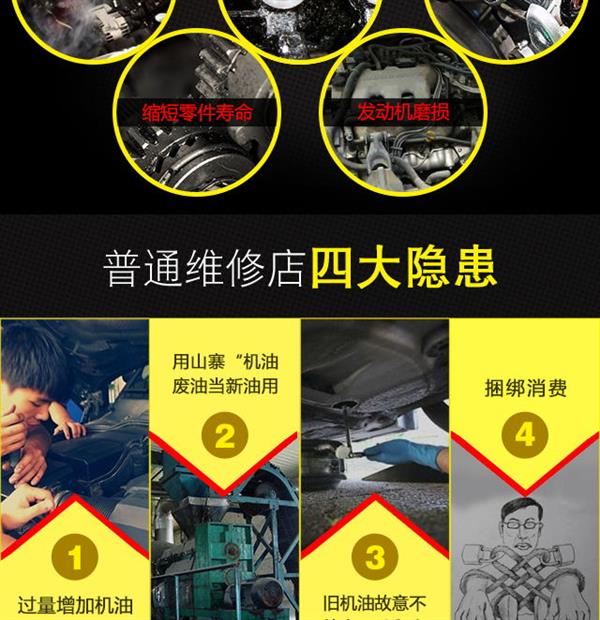 缩短零件寿命
发动机磨损
普通维修店四大隐患
用山寨“机油
废油当新油用
2
捆绑消费
4
1
过量增加机油
3
旧机油故意不